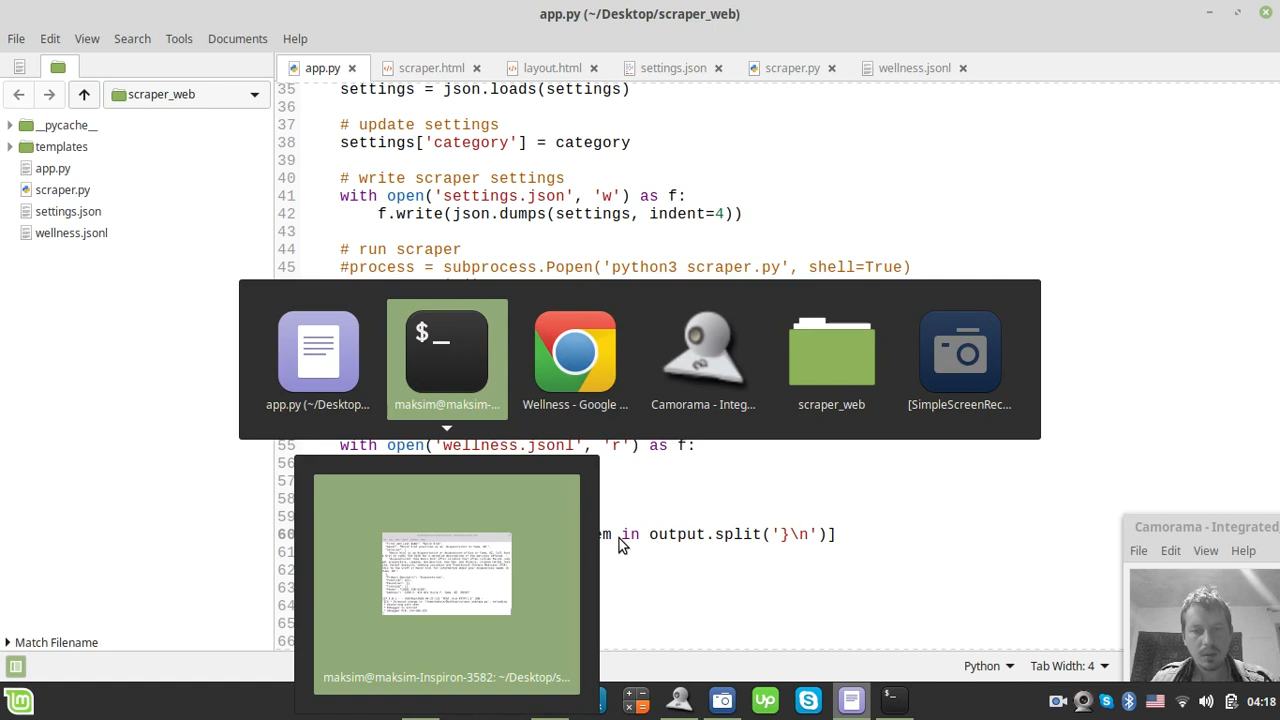 app.py (~/Desktop/scraper_web)
File Edit View Search Tools Documents Help
app.py scraper.html layout.html settings.json scraper.py wellness.jsonl
scraper_web
__pycache__
templates
app.py
scraper.py
settings.json
wellness.jsonl
35 settings = json.loads(settings)
36
37 # update settings
38 settings['category'] = category
39
40 # write scraper settings
41 with open('settings.json', 'w') as f:
42 f.write(json.dumps(settings, indent=4))
43
44 # run scraper
45 #process = subprocess.Popen('python3 scraper.py', shell=True)
$_
app.py (~/Desktop...
maksim@maksim-...
Wellness - Google ...
Camorama - Integ...
scraper_web
[SimpleScreenRec...
55 with open('wellness.jsonl', 'r') as f:
56
57
58
59
60 in output.split('}\n')]
61
62
63
64
65
66
maksim@maksim-Inspiron-3582: ~/Desktop/s...
Camorama - Integrated
File Edit View Help
Match Filename
Python Tab Width: 4
Up
$_
04:18